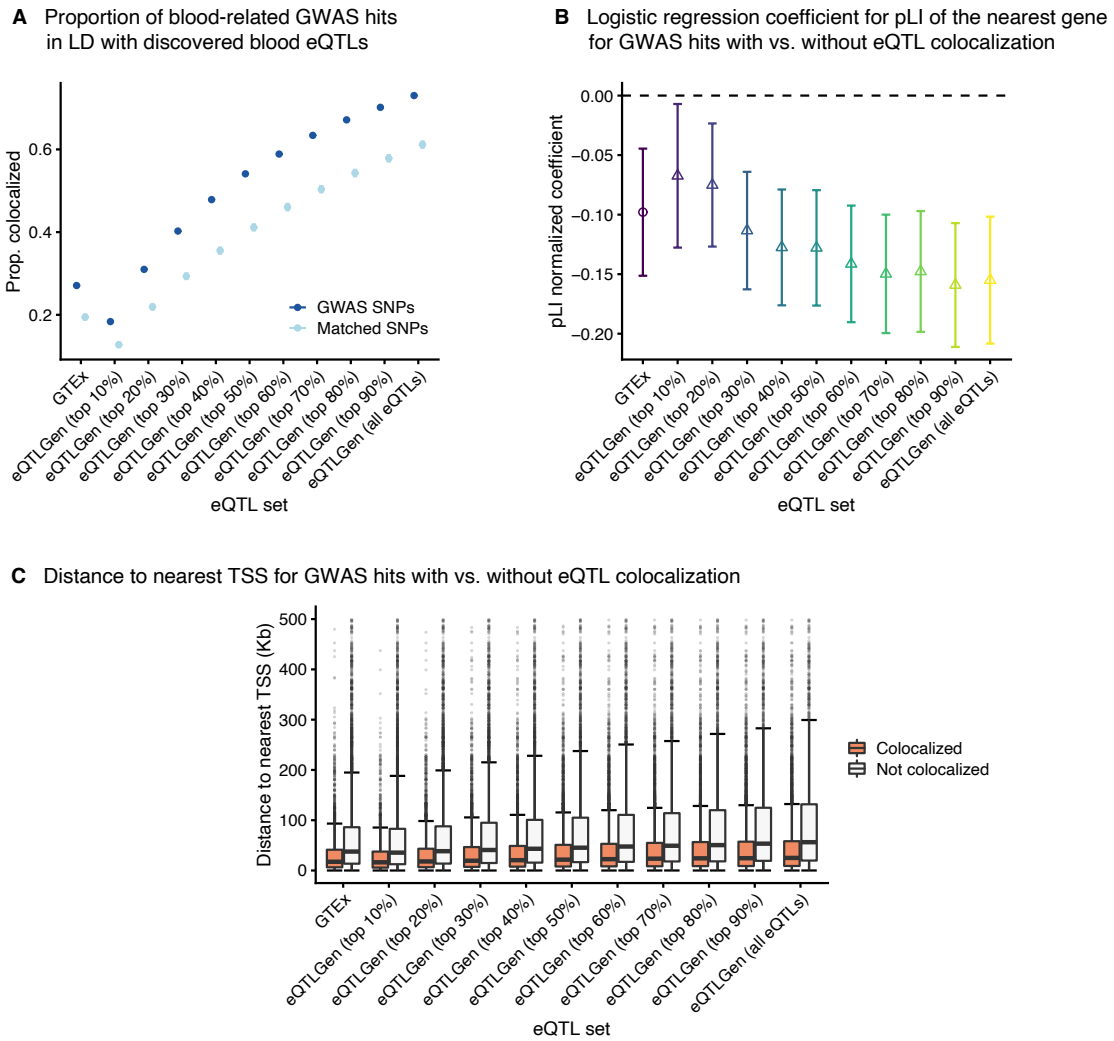 A Proportion of blood-related GWAS hits
in LD with discovered blood eQTLs
Prop. colocalized
0.6
0.4
0.2
GWAS SNPs
Matched SNPs
GTEx
eQTLGen (top 10%)
eQTLGen (top 20%)
eQTLGen (top 30%)
eQTLGen (top 40%)
eQTLGen (top 50%)
eQTLGen (top 60%)
eQTLGen (top 70%)
eQTLGen (top 80%)
eQTLGen (top 90%)
eQTLGen (all eQTLs)
eQTL set
B Logistic regression coefficient for pLI of the nearest gene
for GWAS hits with vs. without eQTL colocalization
pLI normalized coefficient
0.00
−0.05
−0.10
−0.15
−0.20
GTEx
eQTLGen (top 10%)
eQTLGen (top 20%)
eQTLGen (top 30%)
eQTLGen (top 40%)
eQTLGen (top 50%)
eQTLGen (top 60%)
eQTLGen (top 70%)
eQTLGen (top 80%)
eQTLGen (top 90%)
eQTLGen (all eQTLs)
eQTL set
C Distance to nearest TSS for GWAS hits with vs. without eQTL colocalization
Distance to nearest TSS (Kb)
500
400
300
200
100
0
Colocalized
Not colocalized
GTEx
eQTLGen (top 10%)
eQTLGen (top 20%)
eQTLGen (top 30%)
eQTLGen (top 40%)
eQTLGen (top 50%)
eQTLGen (top 60%)
eQTLGen (top 70%)
eQTLGen (top 80%)
eQTLGen (top 90%)
eQTLGen (all eQTLs)
eQTL set